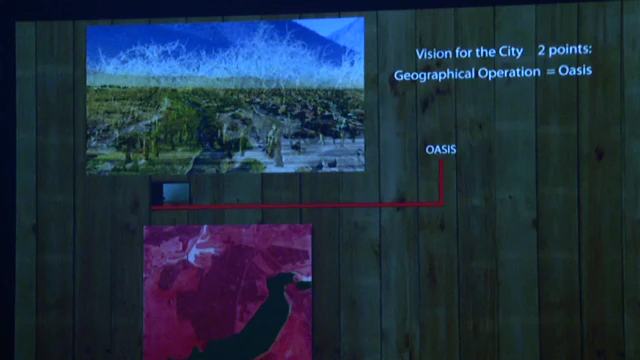 Vision for the City 2 points:
Geographical Operation = Oasis
OASIS